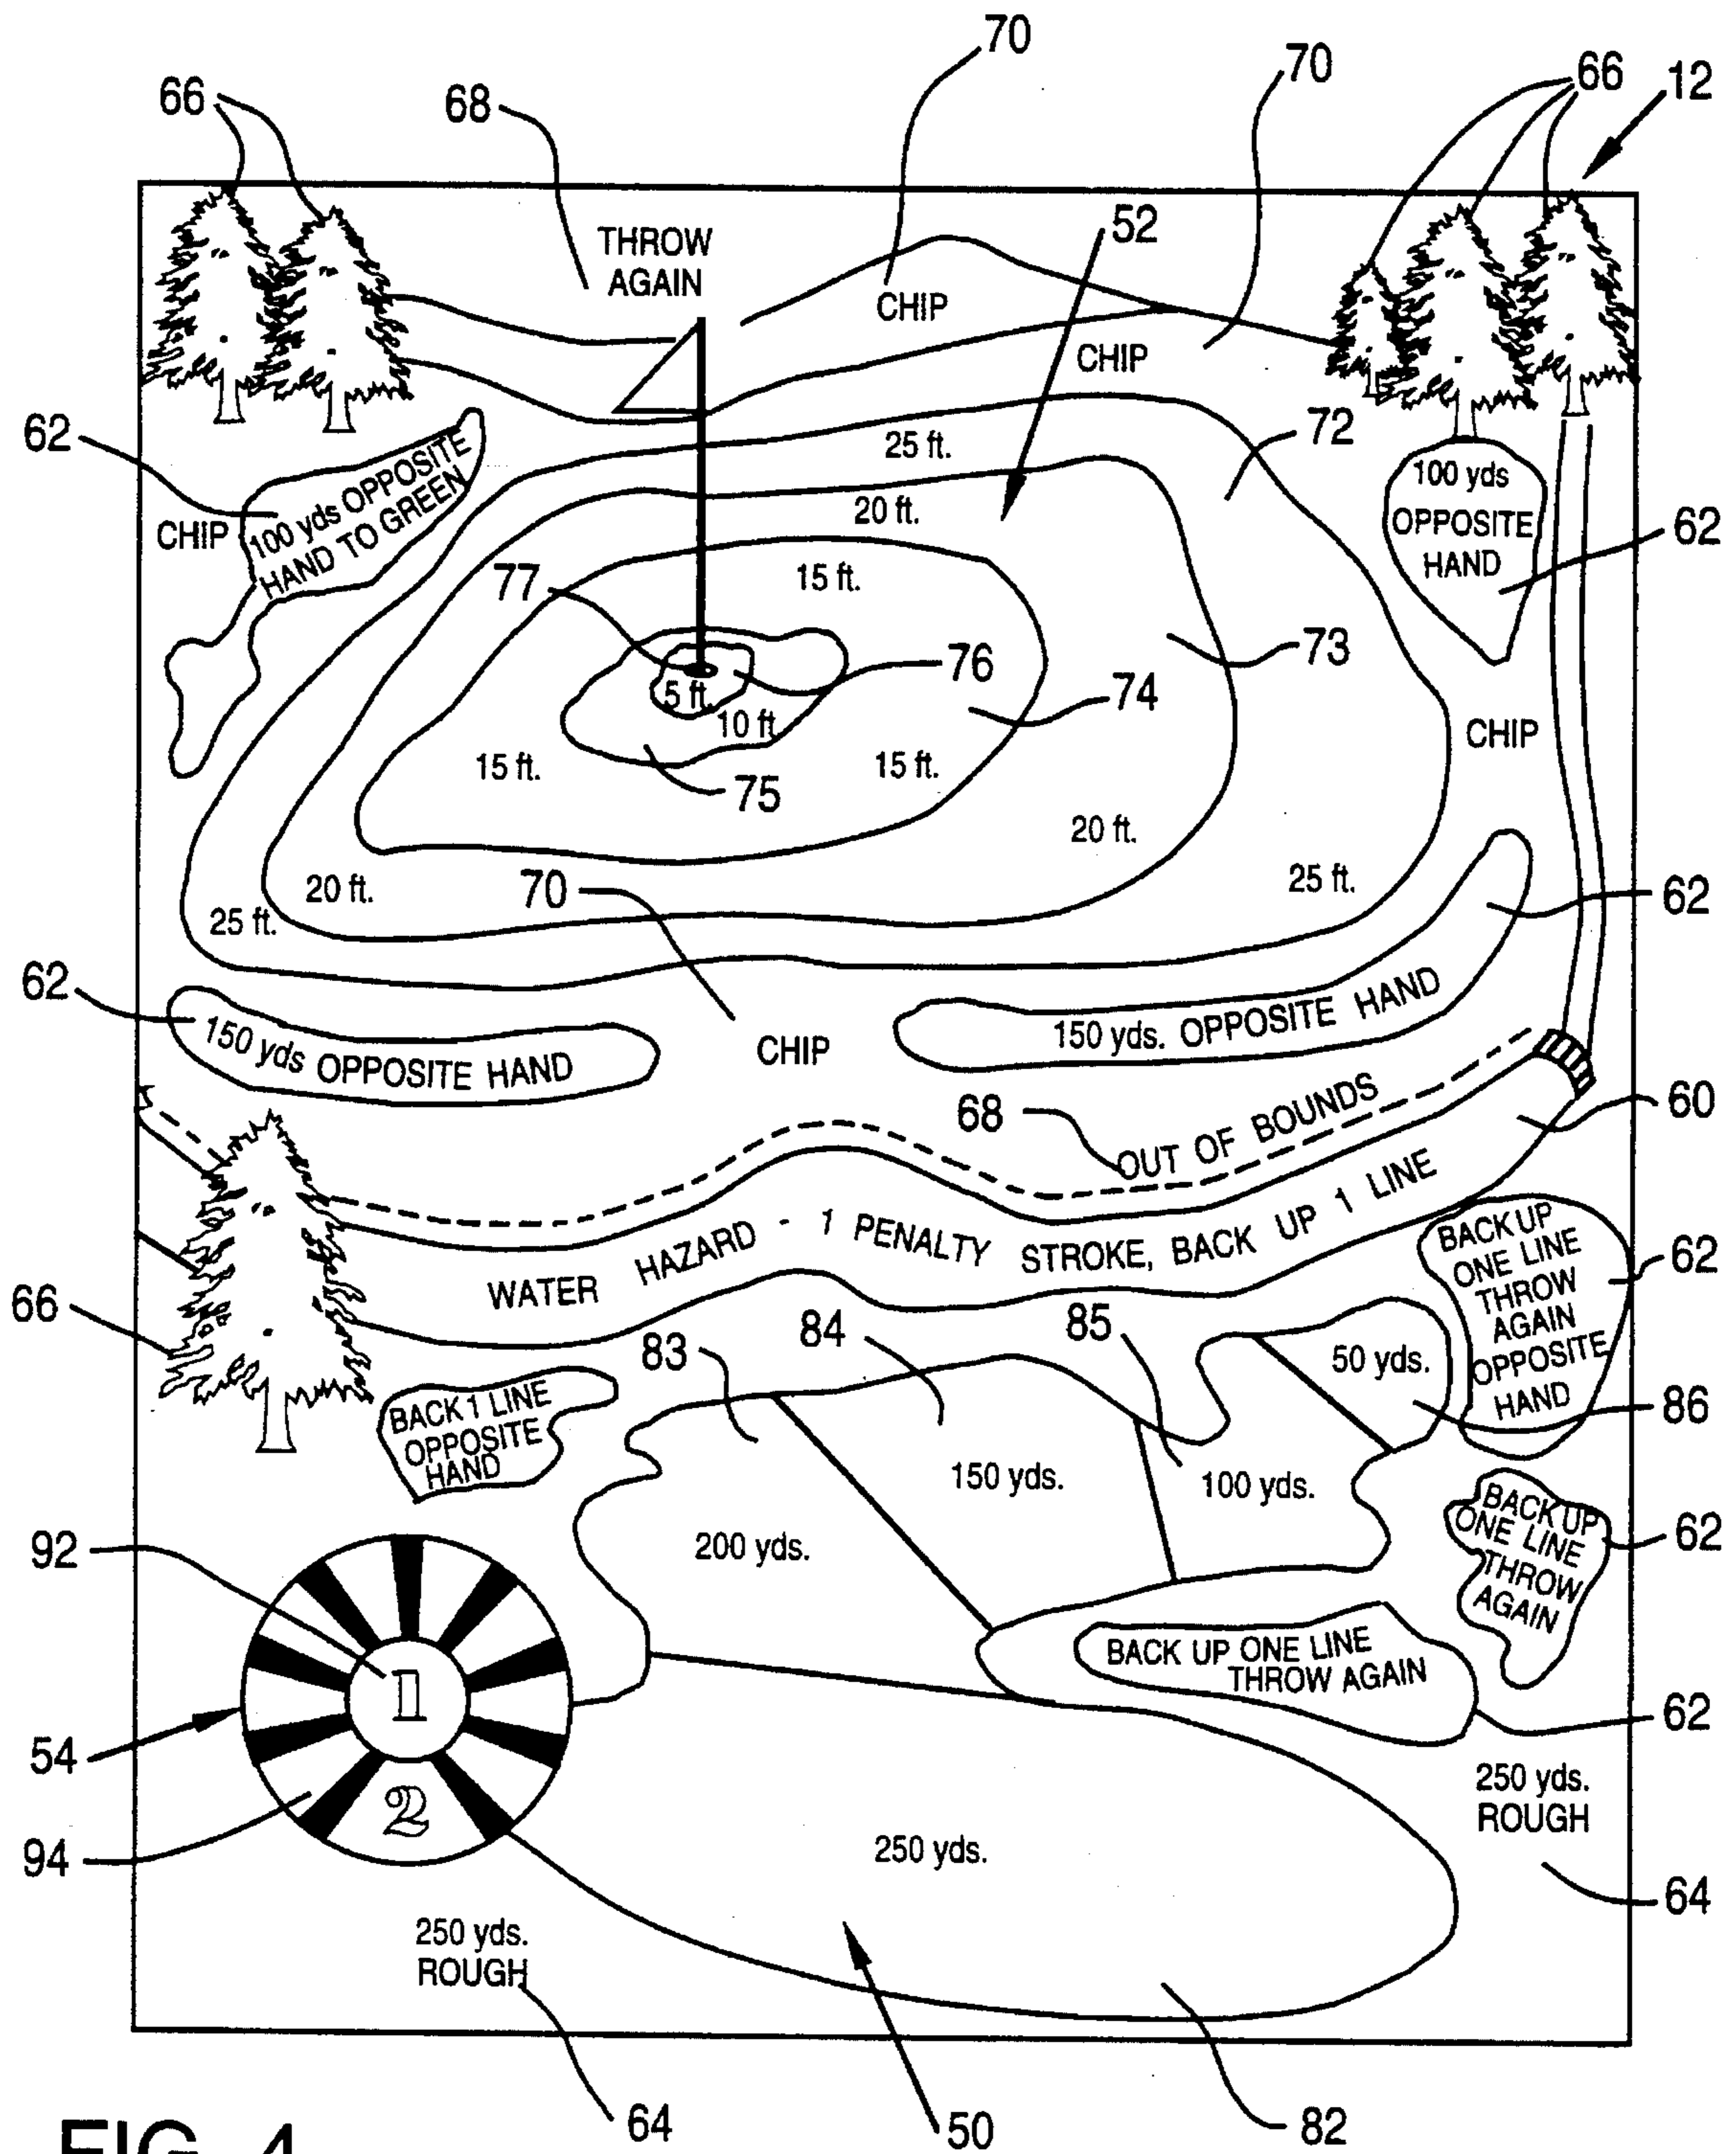 70
70
66
68
66
12
THROW
AGAIN
52
CHIP
CHIP
72
62
25 ft.
100 yds OPPOSITE
HAND TO GREEN
CHIP
20 ft.
100 yds
OPPOSITE
HAND
62
77
15 ft.
73
76
5 ft.
74
10 ft.
CHIP
15 ft.
15 ft.
75
20 ft.
20 ft.
70
25 ft.
25 ft.
62
62
150 yds OPPOSITE HAND
CHIP
150 yds. OPPOSITE HAND
68
OUT OF BOUNDS
60
WATER HAZARD - 1 PENALTY STROKE, BACK UP 1 LINE
BACK UP
ONE LINE
THROW
AGAIN
OPPOSITE
HAND
62
66
83
84
85
50 yds.
86
BACK 1 LINE
OPPOSITE
HAND
150 yds.
100 yds.
BACK UP
ONE LINE
THROW
AGAIN
62
92
200 yds.
BACK UP ONE LINE
THROW AGAIN
1
62
54
2
250 yds.
ROUGH
94
250 yds.
64
250 yds.
ROUGH
64
50
82
FIG. 4